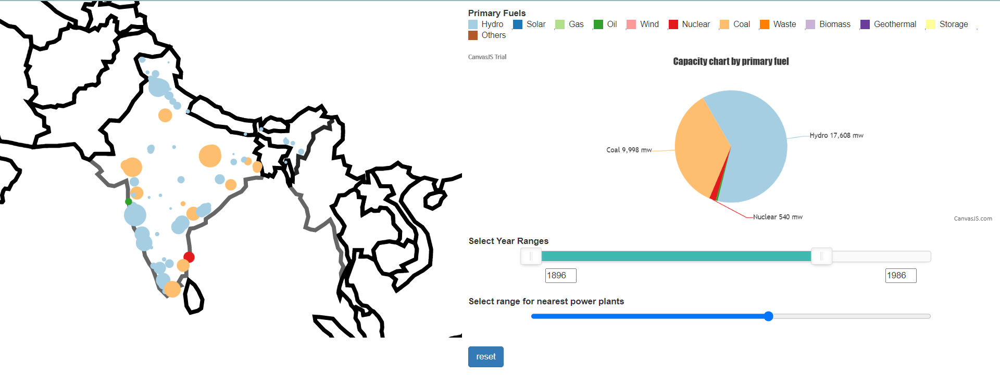 Primary Fuels
Hydro , Solar , Gas , Oil , Wind , Nuclear , Coal , Waste , Biomass , Geothermal , Storage ,
Others
CanvasJS Trial
Capacity chart by primary fuel
Hydro 17,608 mw
Coal 9,998 mw
Nuclear 540 mw
CanvasJS.com
Select Year Ranges
1896 1986
Select range for nearest power plants
reset